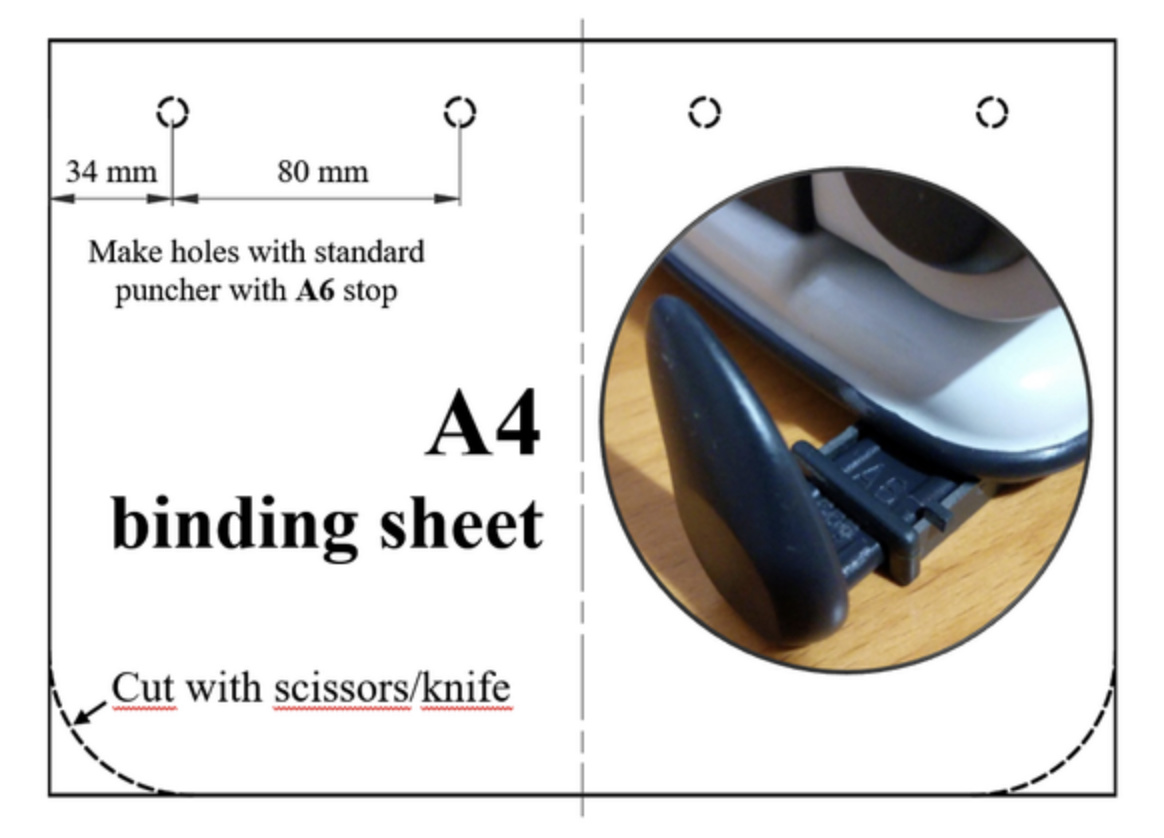 34 mm
80 mm
Make holes with standard
puncher with A6 stop
A4
binding sheet
Cut with scissors/knife